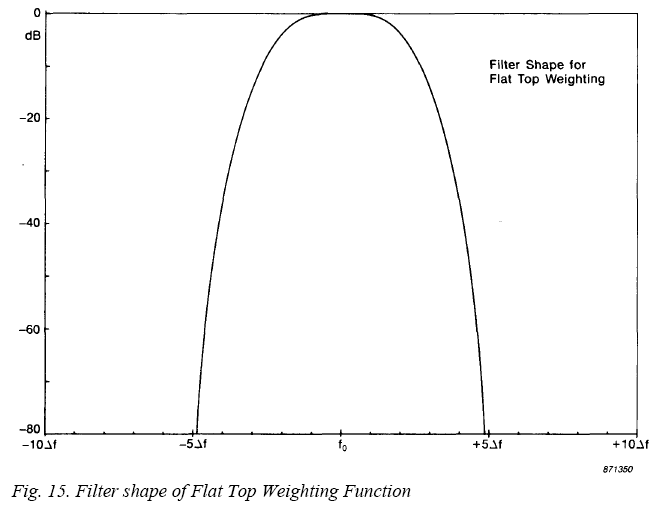 0
dB
Filter Shape for
Flat Top Weighting
−20
−40
−60
−80
−10Δf −5Δf f₀ +5Δf +10Δf
871350
Fig. 15. Filter shape of Flat Top Weighting Function